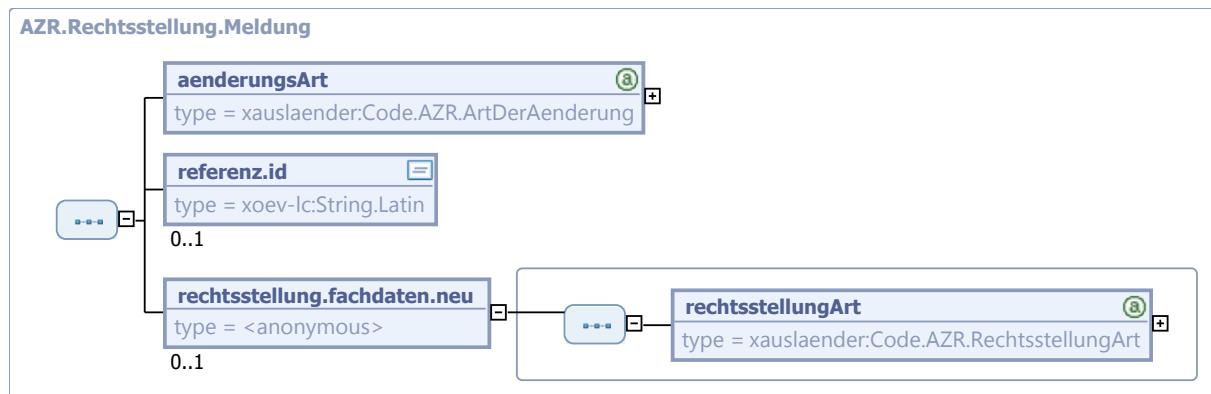 AZR.Rechtsstellung.Meldung
aenderungsArt
type = xauslaender:Code.AZR.ArtDerAenderung
referenz.id
type = xoev-lc:String.Latin
0..1
rechtsstellung.fachdaten.neu
type = <anonymous>
0..1
rechtsstellungArt
type = xauslaender:Code.AZR.RechtsstellungArt